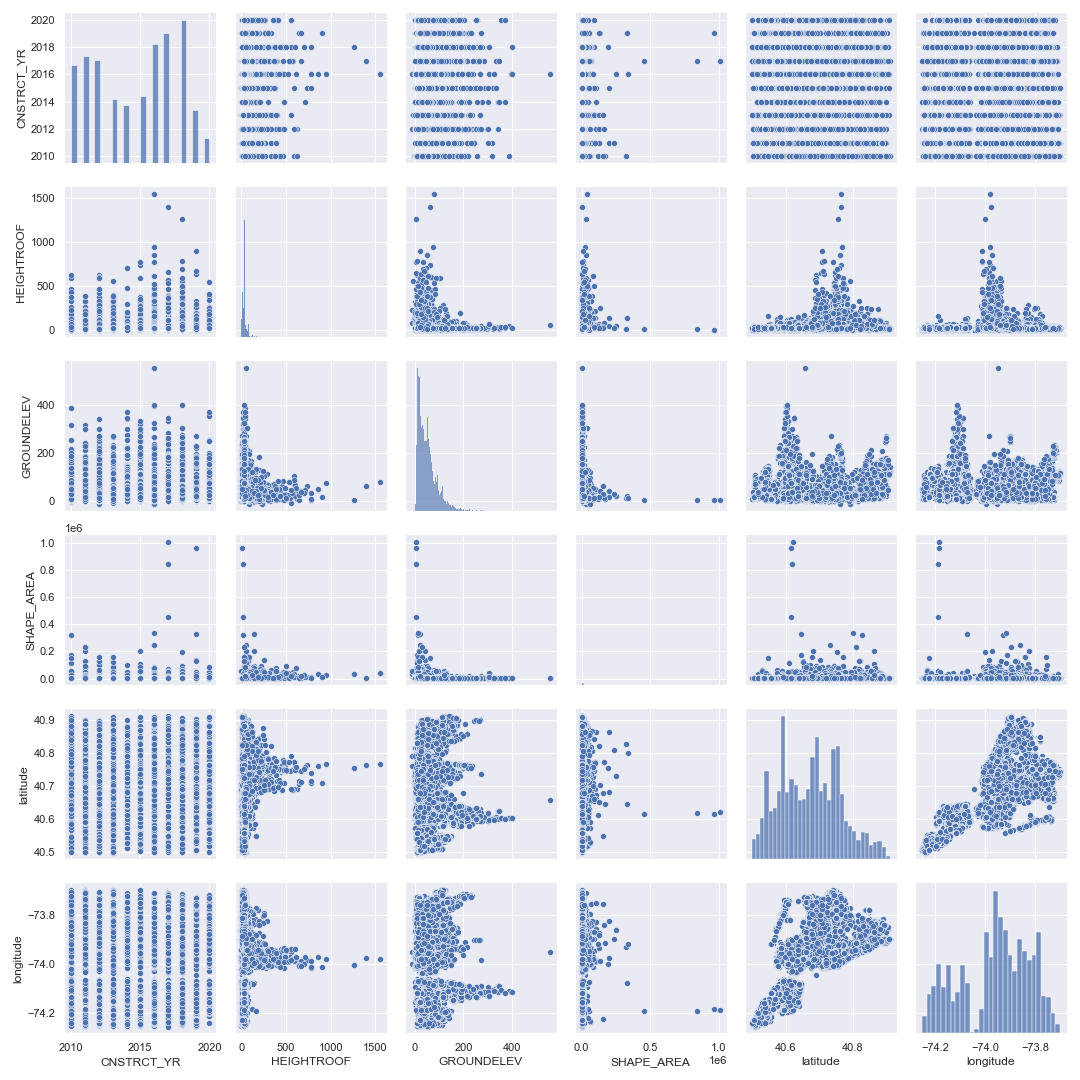 2020
2018
2016
2014
2012
2010
CNSTRCT_YR
1500
1000
500
0
HEIGHTROOF
400
200
0
GROUNDELEV
1e6
1.0
0.8
0.6
0.4
0.2
0.0
SHAPE_AREA
40.9
40.8
40.7
40.6
40.5
latitude
−73.8
−74.0
−74.2
longitude
2010 2015 2020
CNSTRCT_YR
0 500 1000 1500
HEIGHTROOF
0 200 400
GROUNDELEV
0.0 0.5 1.0
1e6
SHAPE_AREA
40.6 40.8
latitude
−74.2 −74.0 −73.8
longitude